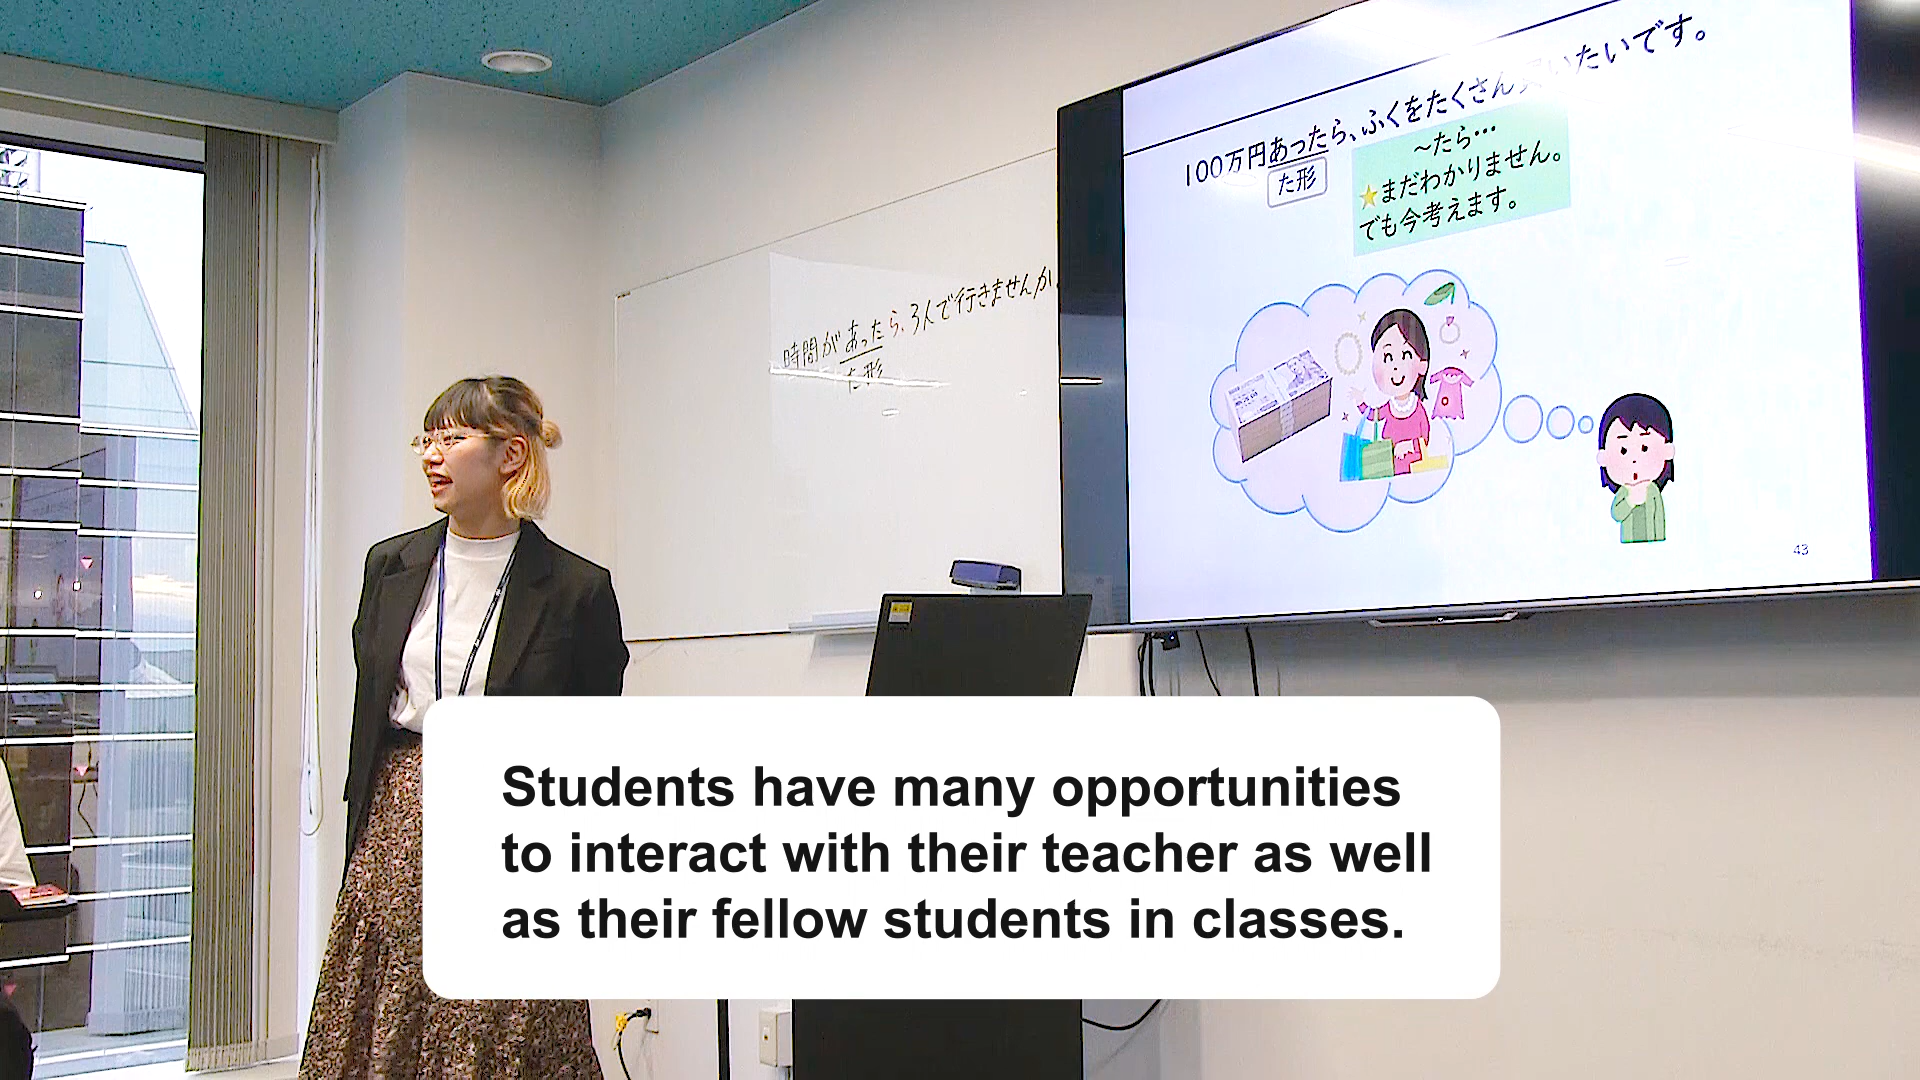 100万円あったら、ふくをたくさん買いたいです。
た形
～たら…
★まだわかりません。
でも今考えます。
時間があったら、3人で行きませんか
た形
43
Students have many opportunities
to interact with their teacher as well
as their fellow students in classes.